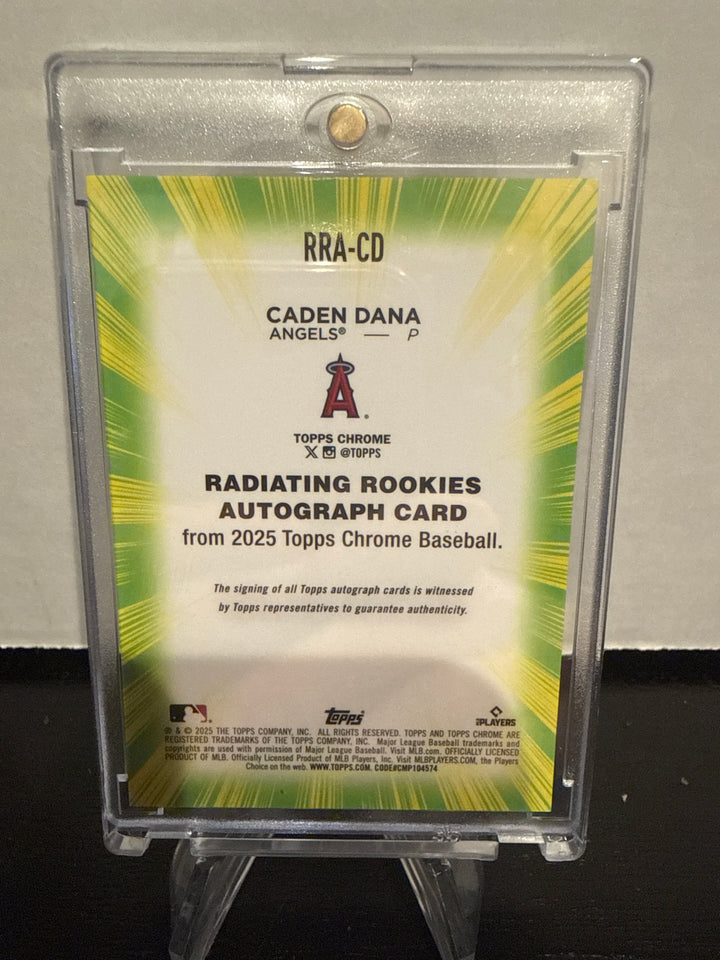 RRA-CD
CADEN DANA
ANGELS® — P
A®
TOPPS CHROME
X @TOPPS
RADIATING ROOKIES
AUTOGRAPH CARD
from 2025 Topps Chrome Baseball.
The signing of all Topps autograph cards is witnessed
by Topps representatives to guarantee authenticity.
topps PLAYERS
® & © 2025 THE TOPPS COMPANY, INC. ALL RIGHTS RESERVED. TOPPS AND TOPPS CHROME ARE
REGISTERED TRADEMARKS OF THE TOPPS COMPANY, INC. Major League Baseball trademarks and
copyrights are used with permission of Major League Baseball. Visit MLB.com. OFFICIALLY LICENSED
PRODUCT OF MLB. Officially Licensed Product of MLB Players, Inc. Visit MLBPLAYERS.COM, the Players
Choice on the web. WWW.TOPPS.COM. CODE#CMP104574